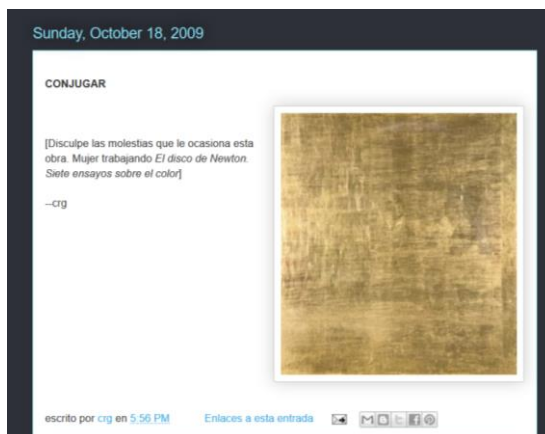 Sunday, October 18, 2009
CONJUGAR
[Disculpe las molestias que le ocasiona esta
obra. Mujer trabajando El disco de Newton.
Siete ensayos sobre el color]
--crg
escrito por crg en 5:56 PM Enlaces a esta entrada